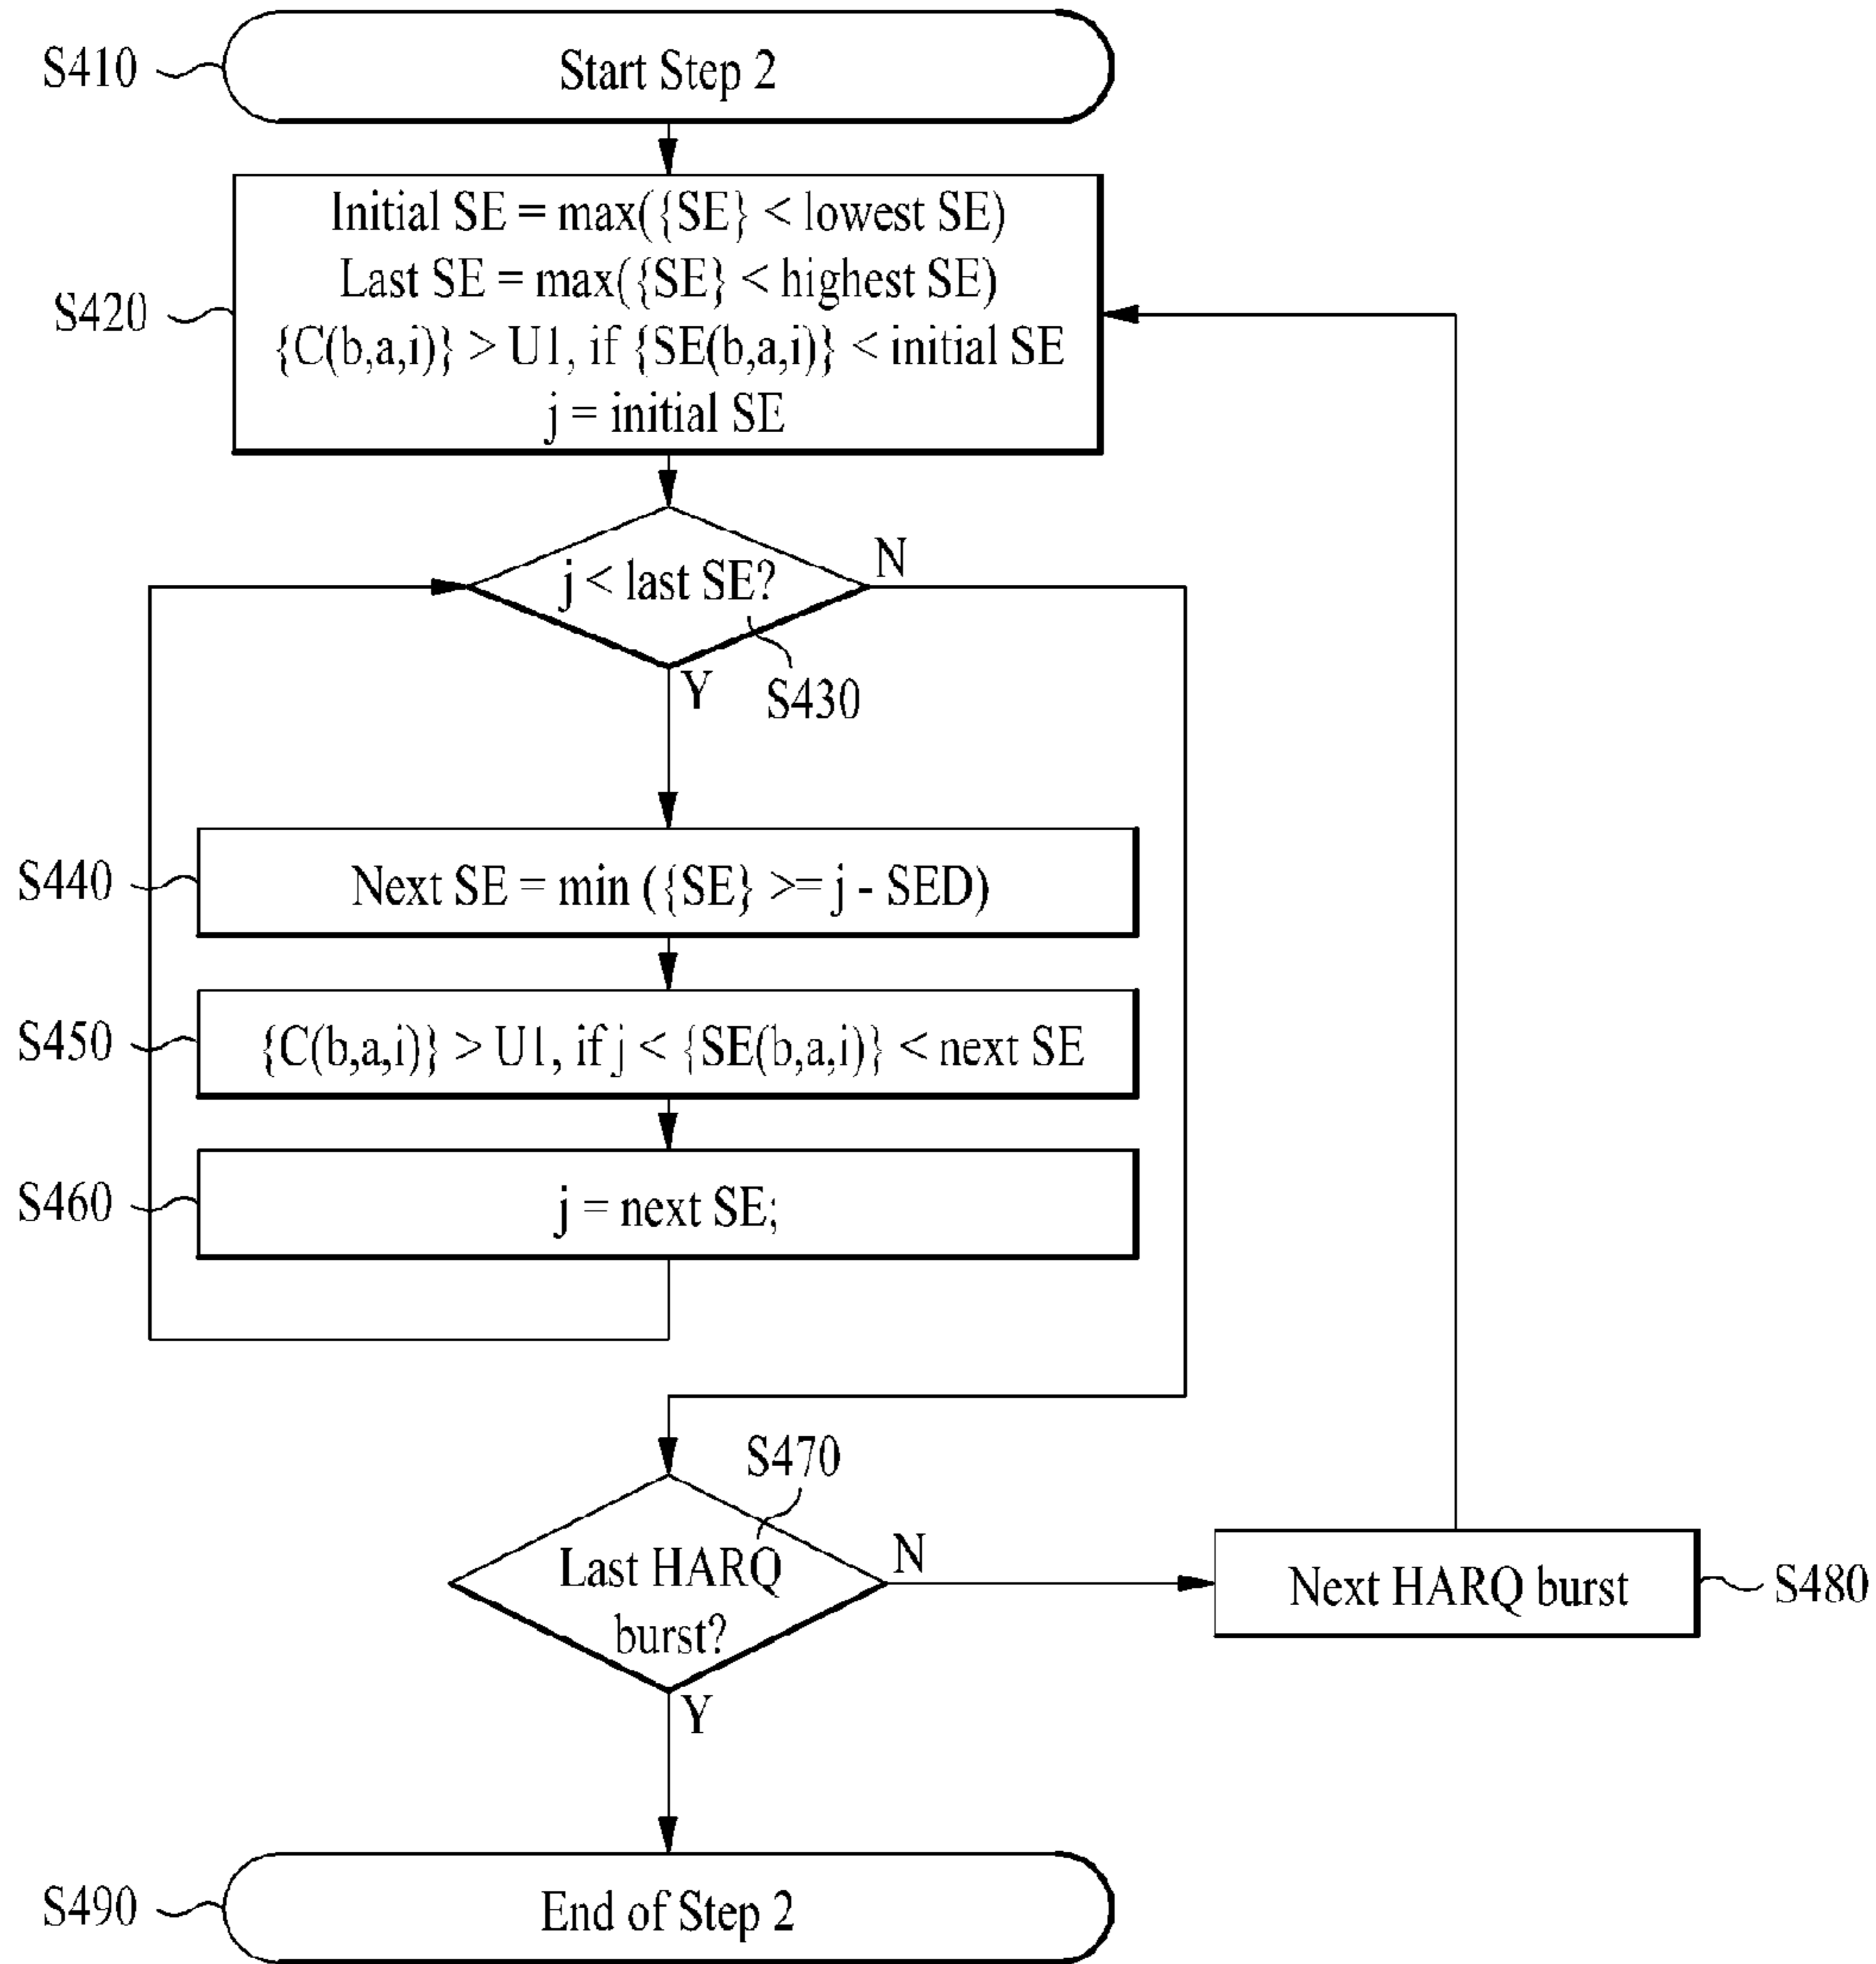 S410
Start Step 2
S420
Initial SE = max({SE} < lowest SE)
Last SE = max({SE} < highest SE)
{C(b,a,i)} > U1, if {SE(b,a,i)} < initial SE
j = initial SE
j < last SE?
N
Y
S430
S440
Next SE = min ({SE} >= j - SED)
S450
{C(b,a,i)} > U1, if j < {SE(b,a,i)} < next SE
S460
j = next SE;
S470
Last HARQ
burst?
N
Y
Next HARQ burst
S480
S490
End of Step 2